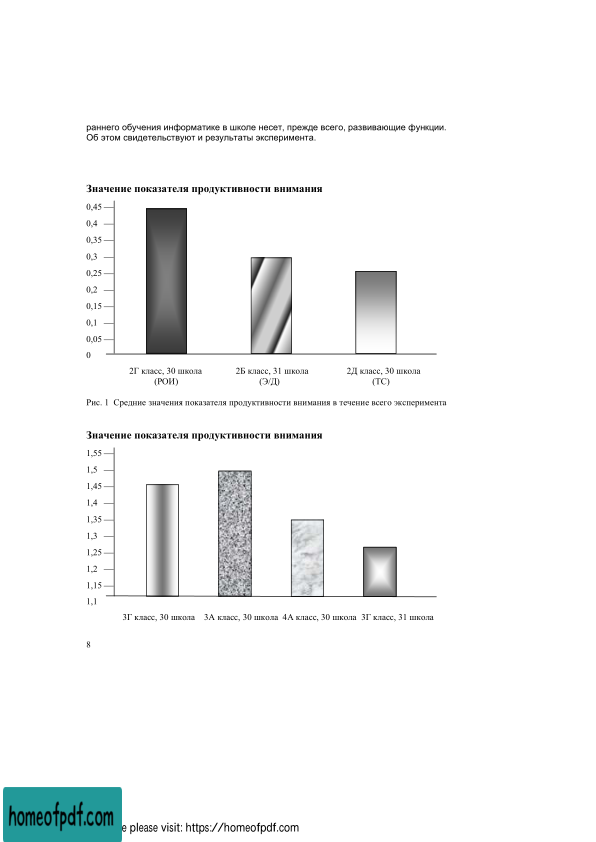 раннего обучения информатике в школе несет, прежде всего, развивающие функции.
Об этом свидетельствуют и результаты эксперимента.
Значение показателя продуктивности внимания
0,45
0,4
0,35
0,3
0,25
0,2
0,15
0,1
0,05
0
2Г класс, 30 школа 2Б класс, 31 школа 2Д класс, 30 школа
(РОИ) (Э/Д) (ТС)
Рис. 1 Средние значения показателя продуктивности внимания в течение всего эксперимента
Значение показателя продуктивности внимания
1,55
1,5
1,45
1,4
1,35
1,3
1,25
1,2
1,15
1,1
3Г класс, 30 школа 3А класс, 30 школа 4А класс, 30 школа 3Г класс, 31 школа
8
homeofpdf.com
e please visit: https://homeofpdf.com